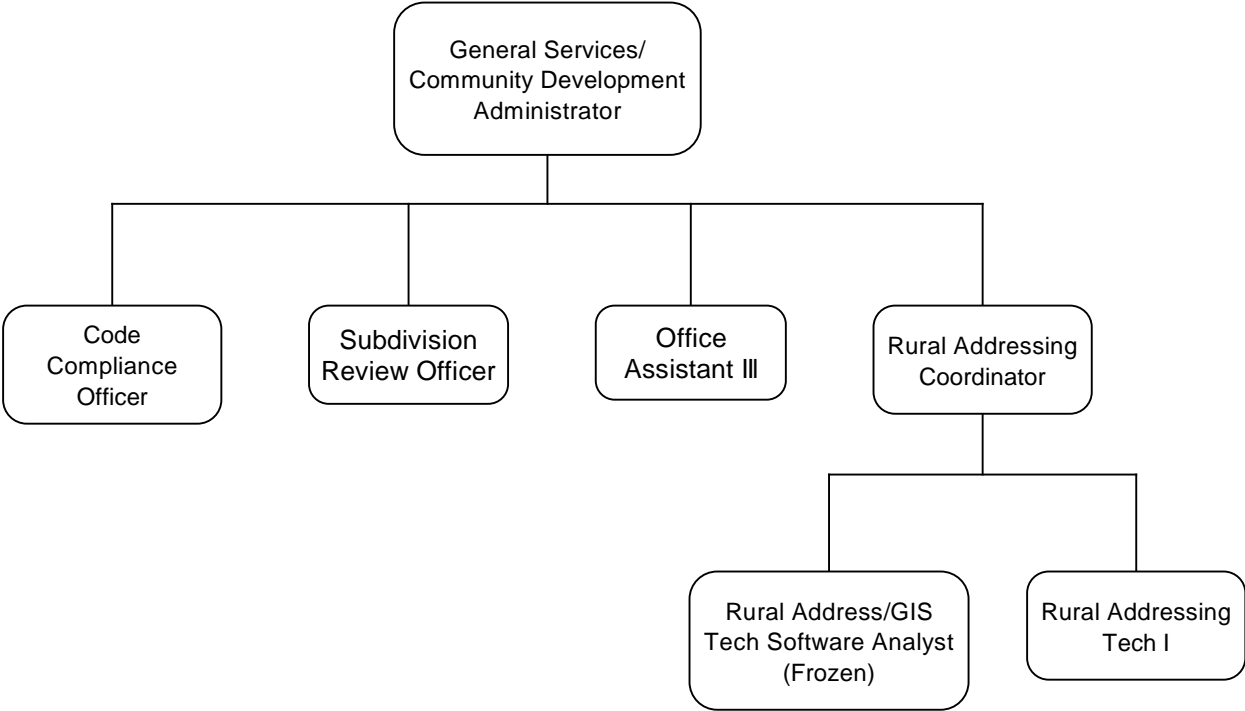 General Services/
Community Development
Administrator
Code
Compliance
Officer
Subdivision
Review Officer
Office
Assistant III
Rural Addressing
Coordinator
Rural Address/GIS
Tech Software Analyst
(Frozen)
Rural Addressing
Tech I